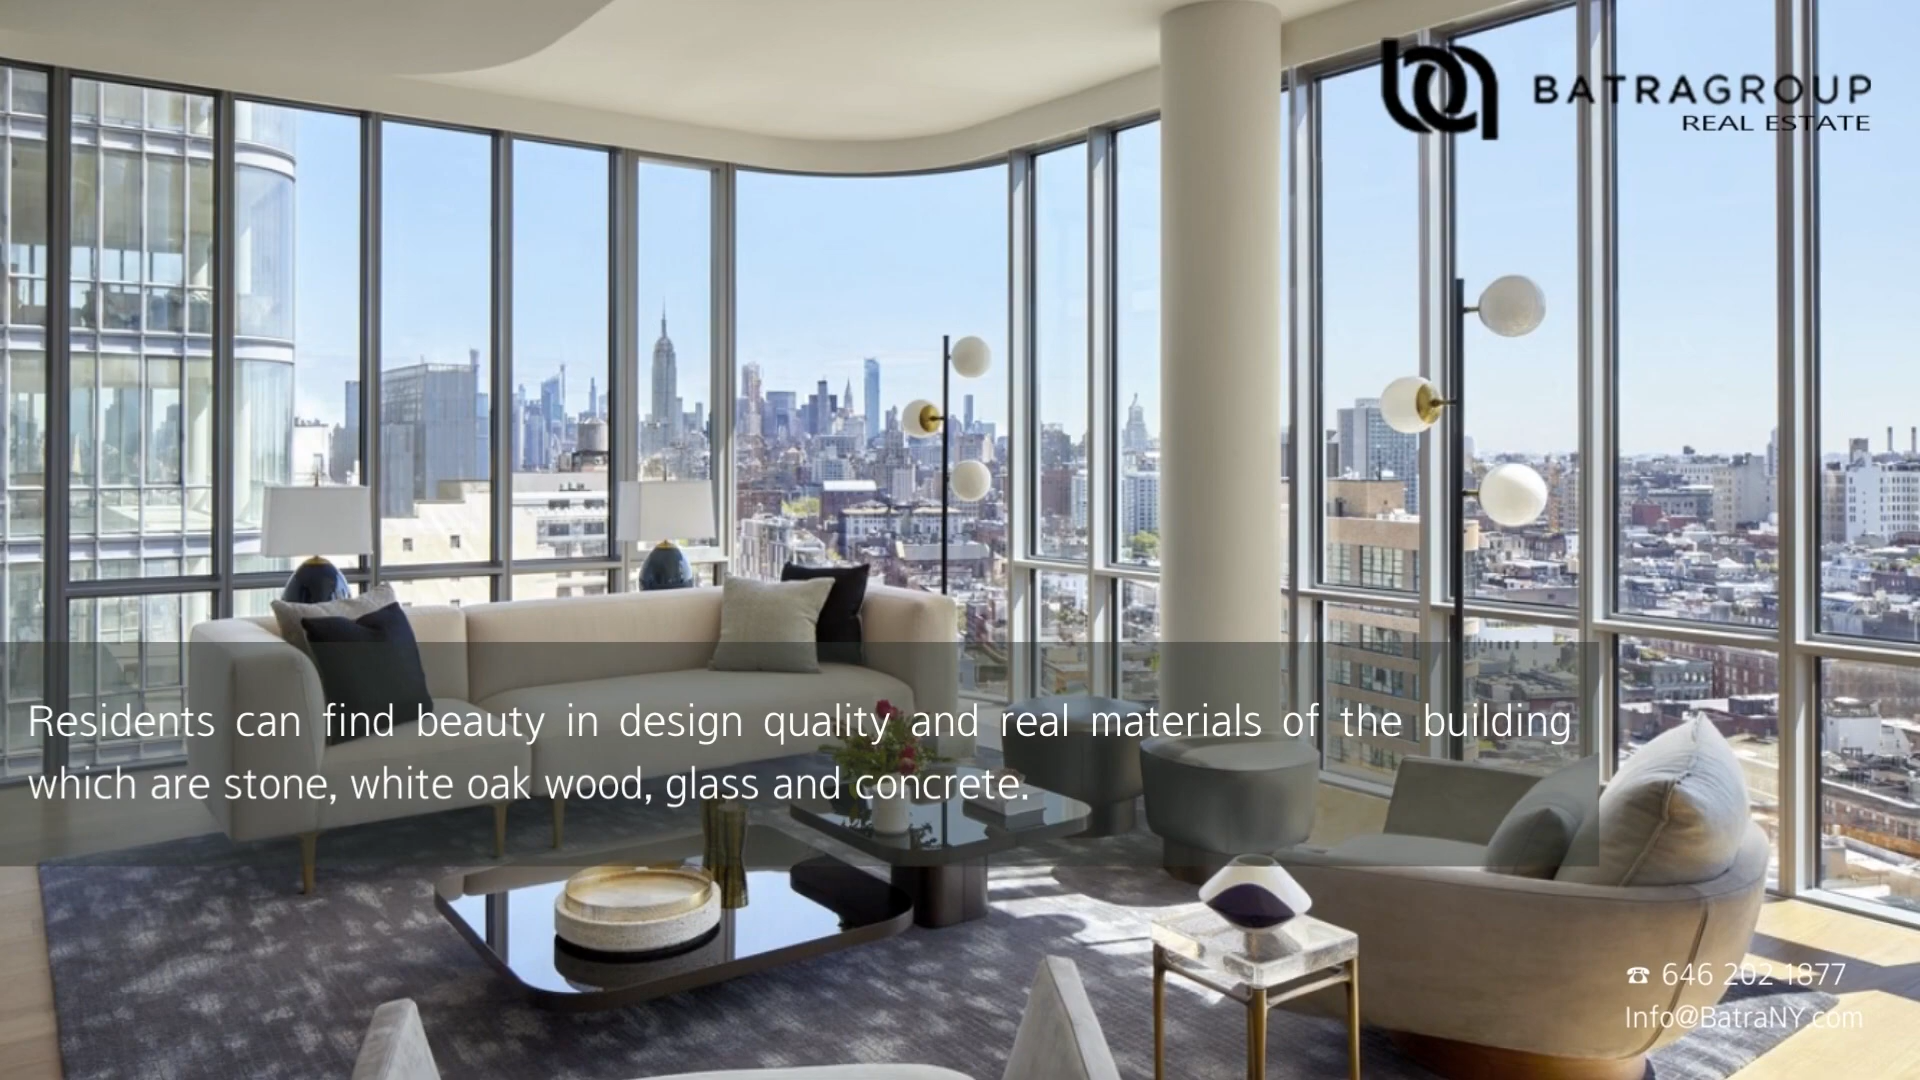 BATRAGROUP
REAL ESTATE
Residents can find beauty in design quality and real materials of the building
which are stone, white oak wood, glass and concrete.
☎ 646 202 1877
Info@BatraNY.com